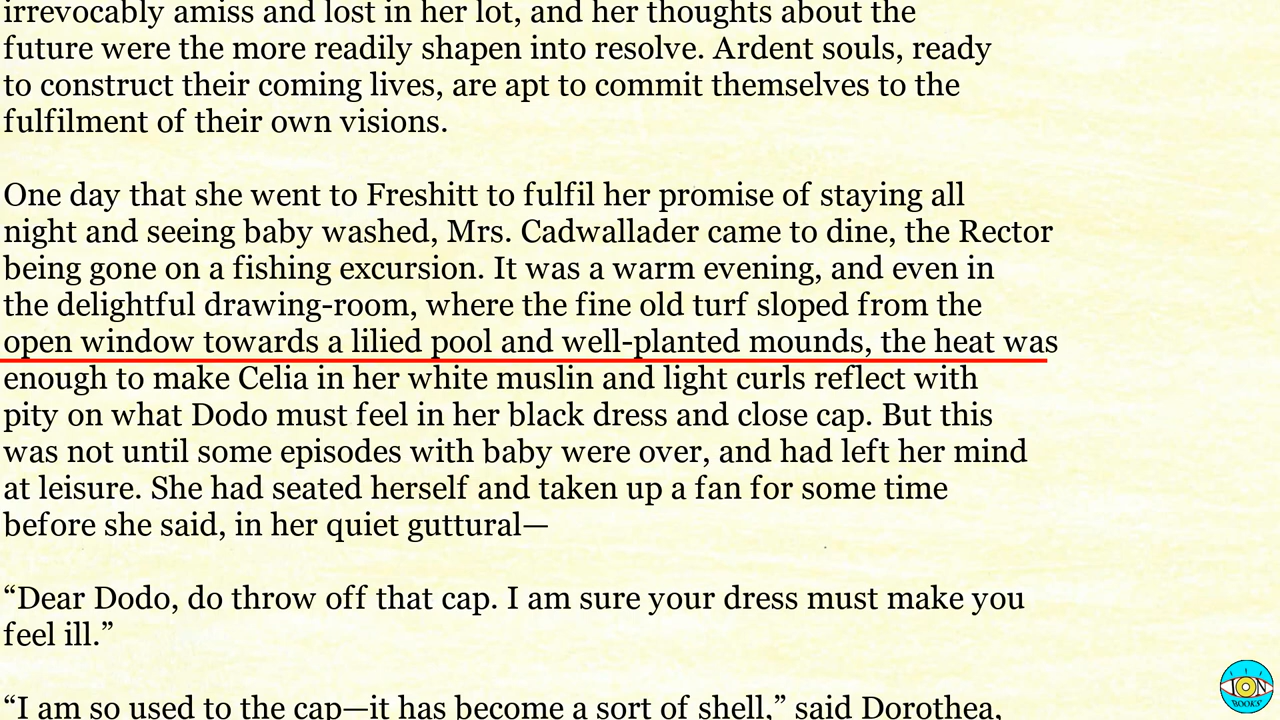 irrevocably amiss and lost in her lot, and her thoughts about the
future were the more readily shapen into resolve. Ardent souls, ready
to construct their coming lives, are apt to commit themselves to the
fulfilment of their own visions.
One day that she went to Freshitt to fulfil her promise of staying all
night and seeing baby washed, Mrs. Cadwallader came to dine, the Rector
being gone on a fishing excursion. It was a warm evening, and even in
the delightful drawing-room, where the fine old turf sloped from the
open window towards a lilied pool and well-planted mounds, the heat was
enough to make Celia in her white muslin and light curls reflect with
pity on what Dodo must feel in her black dress and close cap. But this
was not until some episodes with baby were over, and had left her mind
at leisure. She had seated herself and taken up a fan for some time
before she said, in her quiet guttural—
“Dear Dodo, do throw off that cap. I am sure your dress must make you
feel ill.”
“I am so used to the cap—it has become a sort of shell,” said Dorothea,
ION
BOOKS